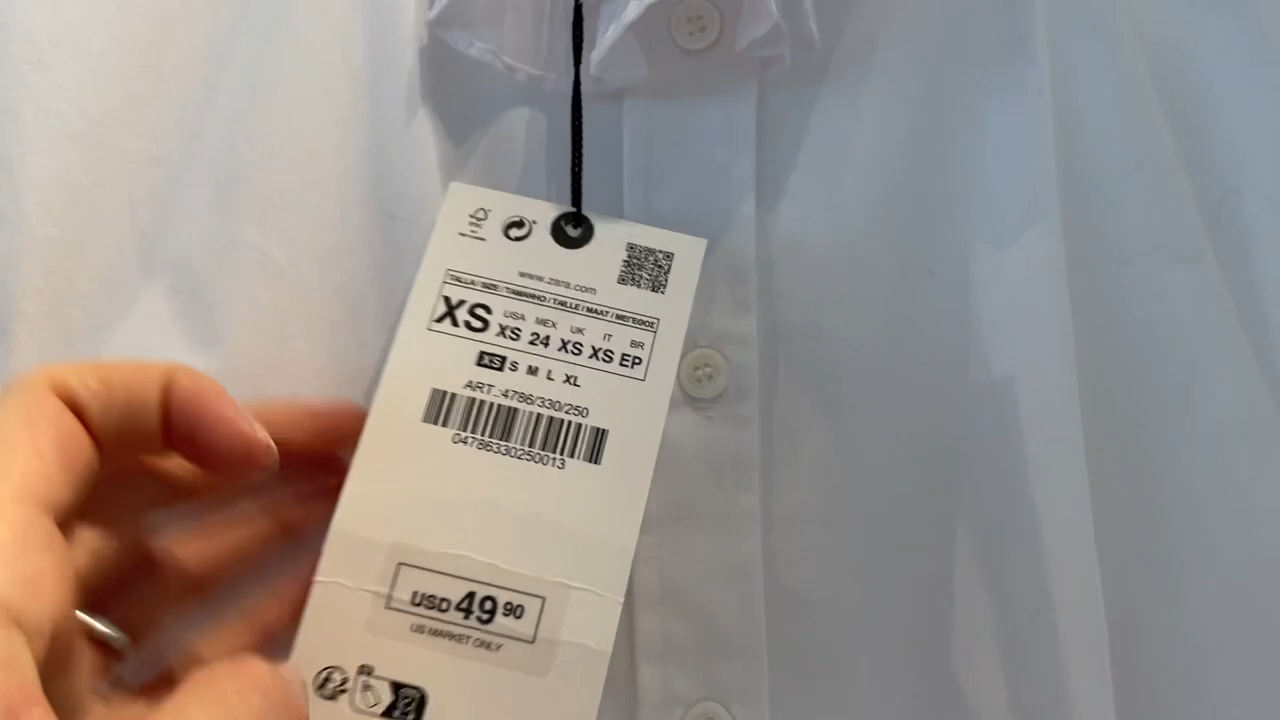 www.zara.com
TALLA / SIZE / TAMANHO / TAILLE / MAAT / ΜΕΓΕΘΟΣ
XS
USA MEX UK IT BR
XS 24 XS XS EP
XS S M L XL
ART.:4786/330/250
04786330250013
USD 49 90
US MARKET ONLY